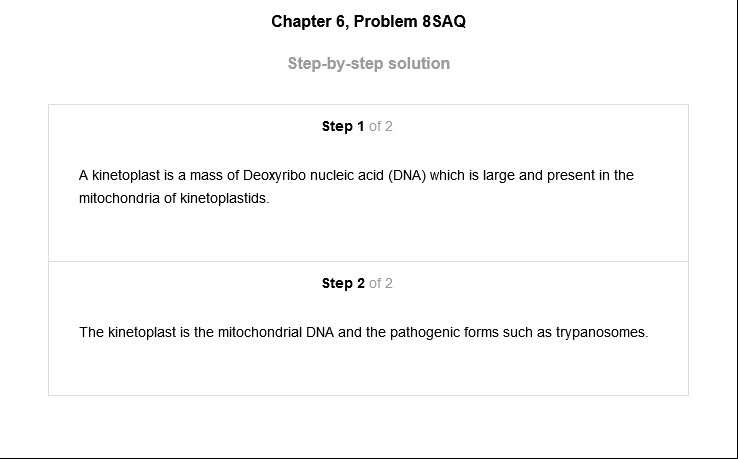 Chapter 6, Problem 8SAQ
Step-by-step solution
Step 1 of 2
A kinetoplast is a mass of Deoxyribo nucleic acid (DNA) which is large and present in the
mitochondria of kinetoplastids.
Step 2 of 2
The kinetoplast is the mitochondrial DNA and the pathogenic forms such as trypanosomes.